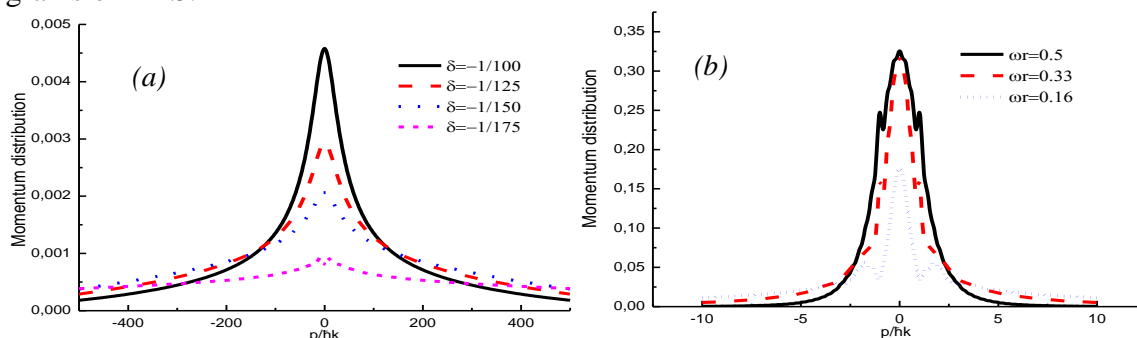 0,005
0,004
0,003
0,002
0,001
0,000
Momentum distribution
(a)
δ=−1/100
δ=−1/125
δ=−1/150
δ=−1/175
-400 -200 0 200 400
p/ħk
0,35
0,30
0,25
0,20
0,15
0,10
0,05
0,00
Momentum distribution
(b)
ωr=0.5
ωr=0.33
ωr=0.16
-10 -5 0 5 10
p/ħk